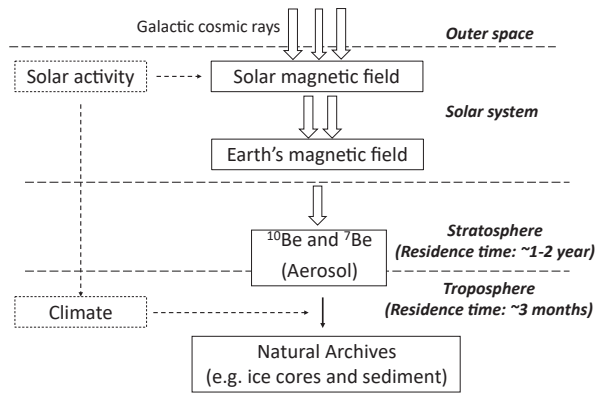 Galactic cosmic rays
Outer space
Solar activity
Solar magnetic field
Solar system
Earth's magnetic field
¹⁰Be and ⁷Be
(Aerosol)
Stratosphere
(Residence time: ~1-2 year)
Troposphere
(Residence time: ~3 months)
Climate
Natural Archives
(e.g. ice cores and sediment)